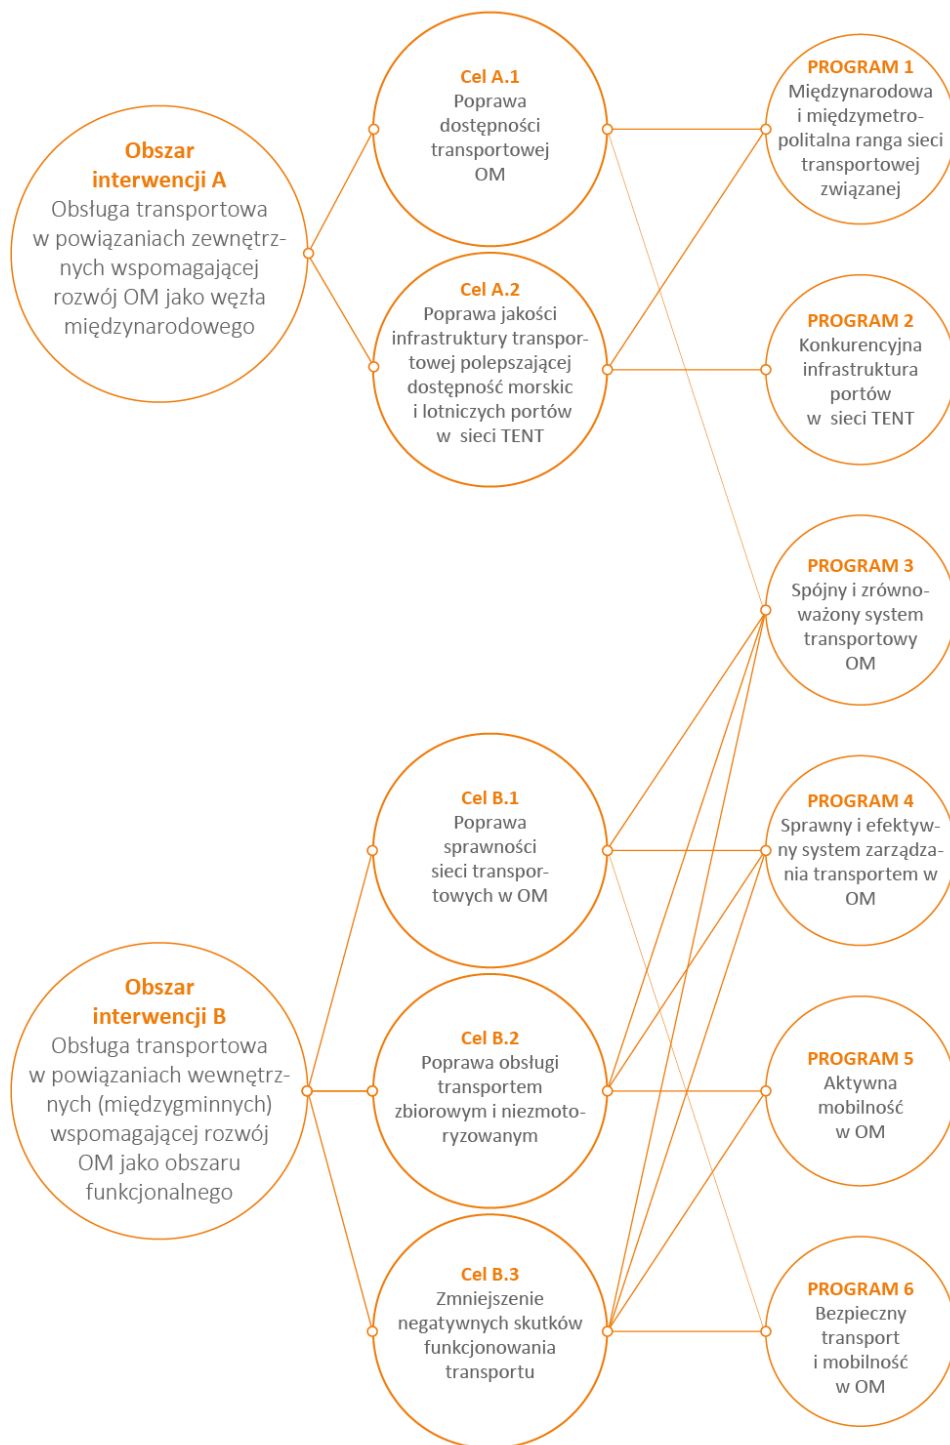 Obszar
interwencji A
Obsługa transportowa
w powiązaniach zewnętrz-
nych wspomagającej
rozwój OM jako węzła
międzynarodowego
Cel A.1
Poprawa
dostępności
transportowej
OM
Cel A.2
Poprawa jakości
infrastruktury transpor-
towej polepszającej
dostępność morskic
i lotniczych portów
w sieci TENT
PROGRAM 1
Międzynarodowa
i międzymetro-
politalna ranga sieci
transportowej
związanej
PROGRAM 2
Konkurencyjna
infrastruktura
portów
w sieci TENT
PROGRAM 3
Spójny i zrówno-
ważony system
transportowy
OM
Obszar
interwencji B
Obsługa transportowa
w powiązaniach wewnętrz-
nych (międzygminnych)
wspomagającej rozwój
OM jako obszaru
funkcjonalnego
Cel B.1
Poprawa
sprawności
sieci transpor-
towych w OM
Cel B.2
Poprawa obsługi
transportem
zbiorowym i niezmoto-
ryzowanym
Cel B.3
Zmniejszenie
negatywnych skutków
funkcjonowania
transportu
PROGRAM 4
Sprawny i efektyw-
ny system zarządza-
nia transportem w
OM
PROGRAM 5
Aktywna
mobilność
w OM
PROGRAM 6
Bezpieczny
transport
i mobilność
w OM